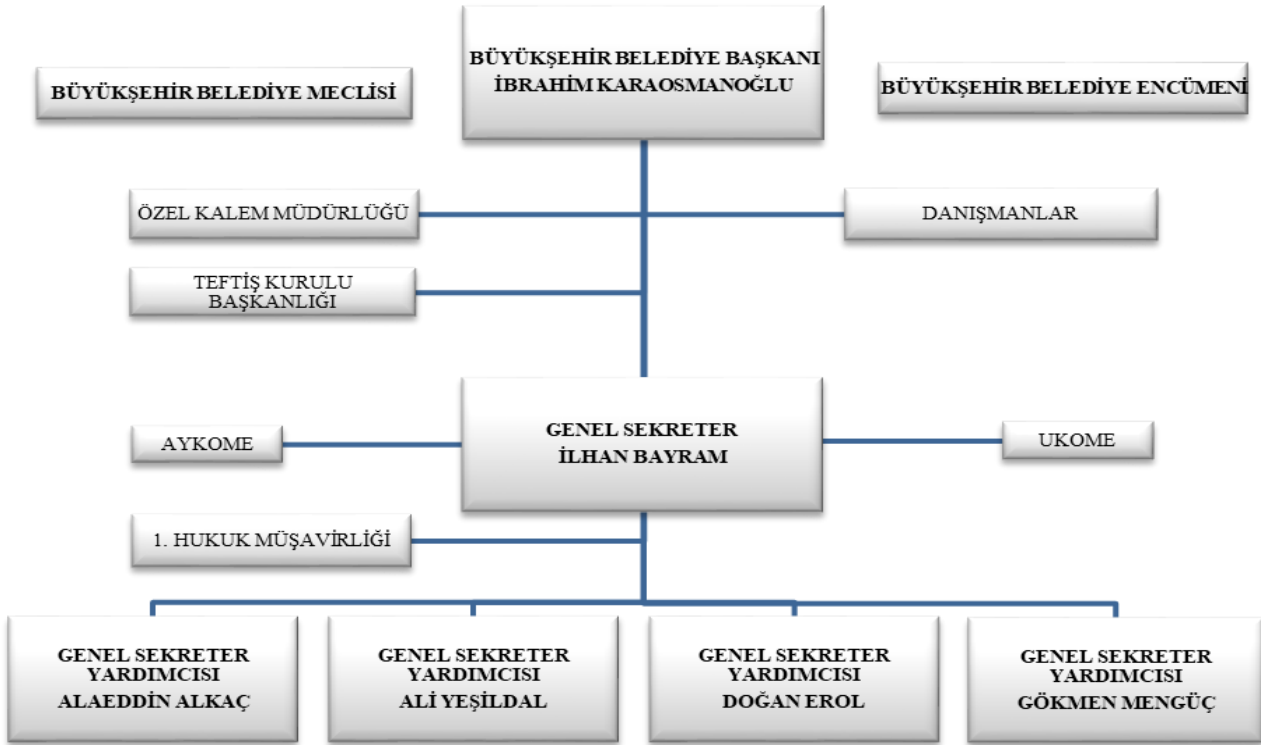 BÜYÜKŞEHİR BELEDİYE BAŞKANI
İBRAHİM KARAOSMANOĞLU
BÜYÜKŞEHİR BELEDİYE MECLİSİ
BÜYÜKŞEHİR BELEDİYE ENCÜMENİ
ÖZEL KALEM MÜDÜRLÜĞÜ
DANIŞMANLAR
TEFTİŞ KURULU
BAŞKANLIĞI
GENEL SEKRETER
İLHAN BAYRAM
AYKOME
UKOME
1. HUKUK MÜŞAVİRLİĞİ
GENEL SEKRETER
YARDIMCISI
ALAEDDİN ALKAÇ
GENEL SEKRETER
YARDIMCISI
ALİ YEŞİLDAL
GENEL SEKRETER
YARDIMCISI
DOĞAN EROL
GENEL SEKRETER
YARDIMCISI
GÖKMEN MENGÜÇ